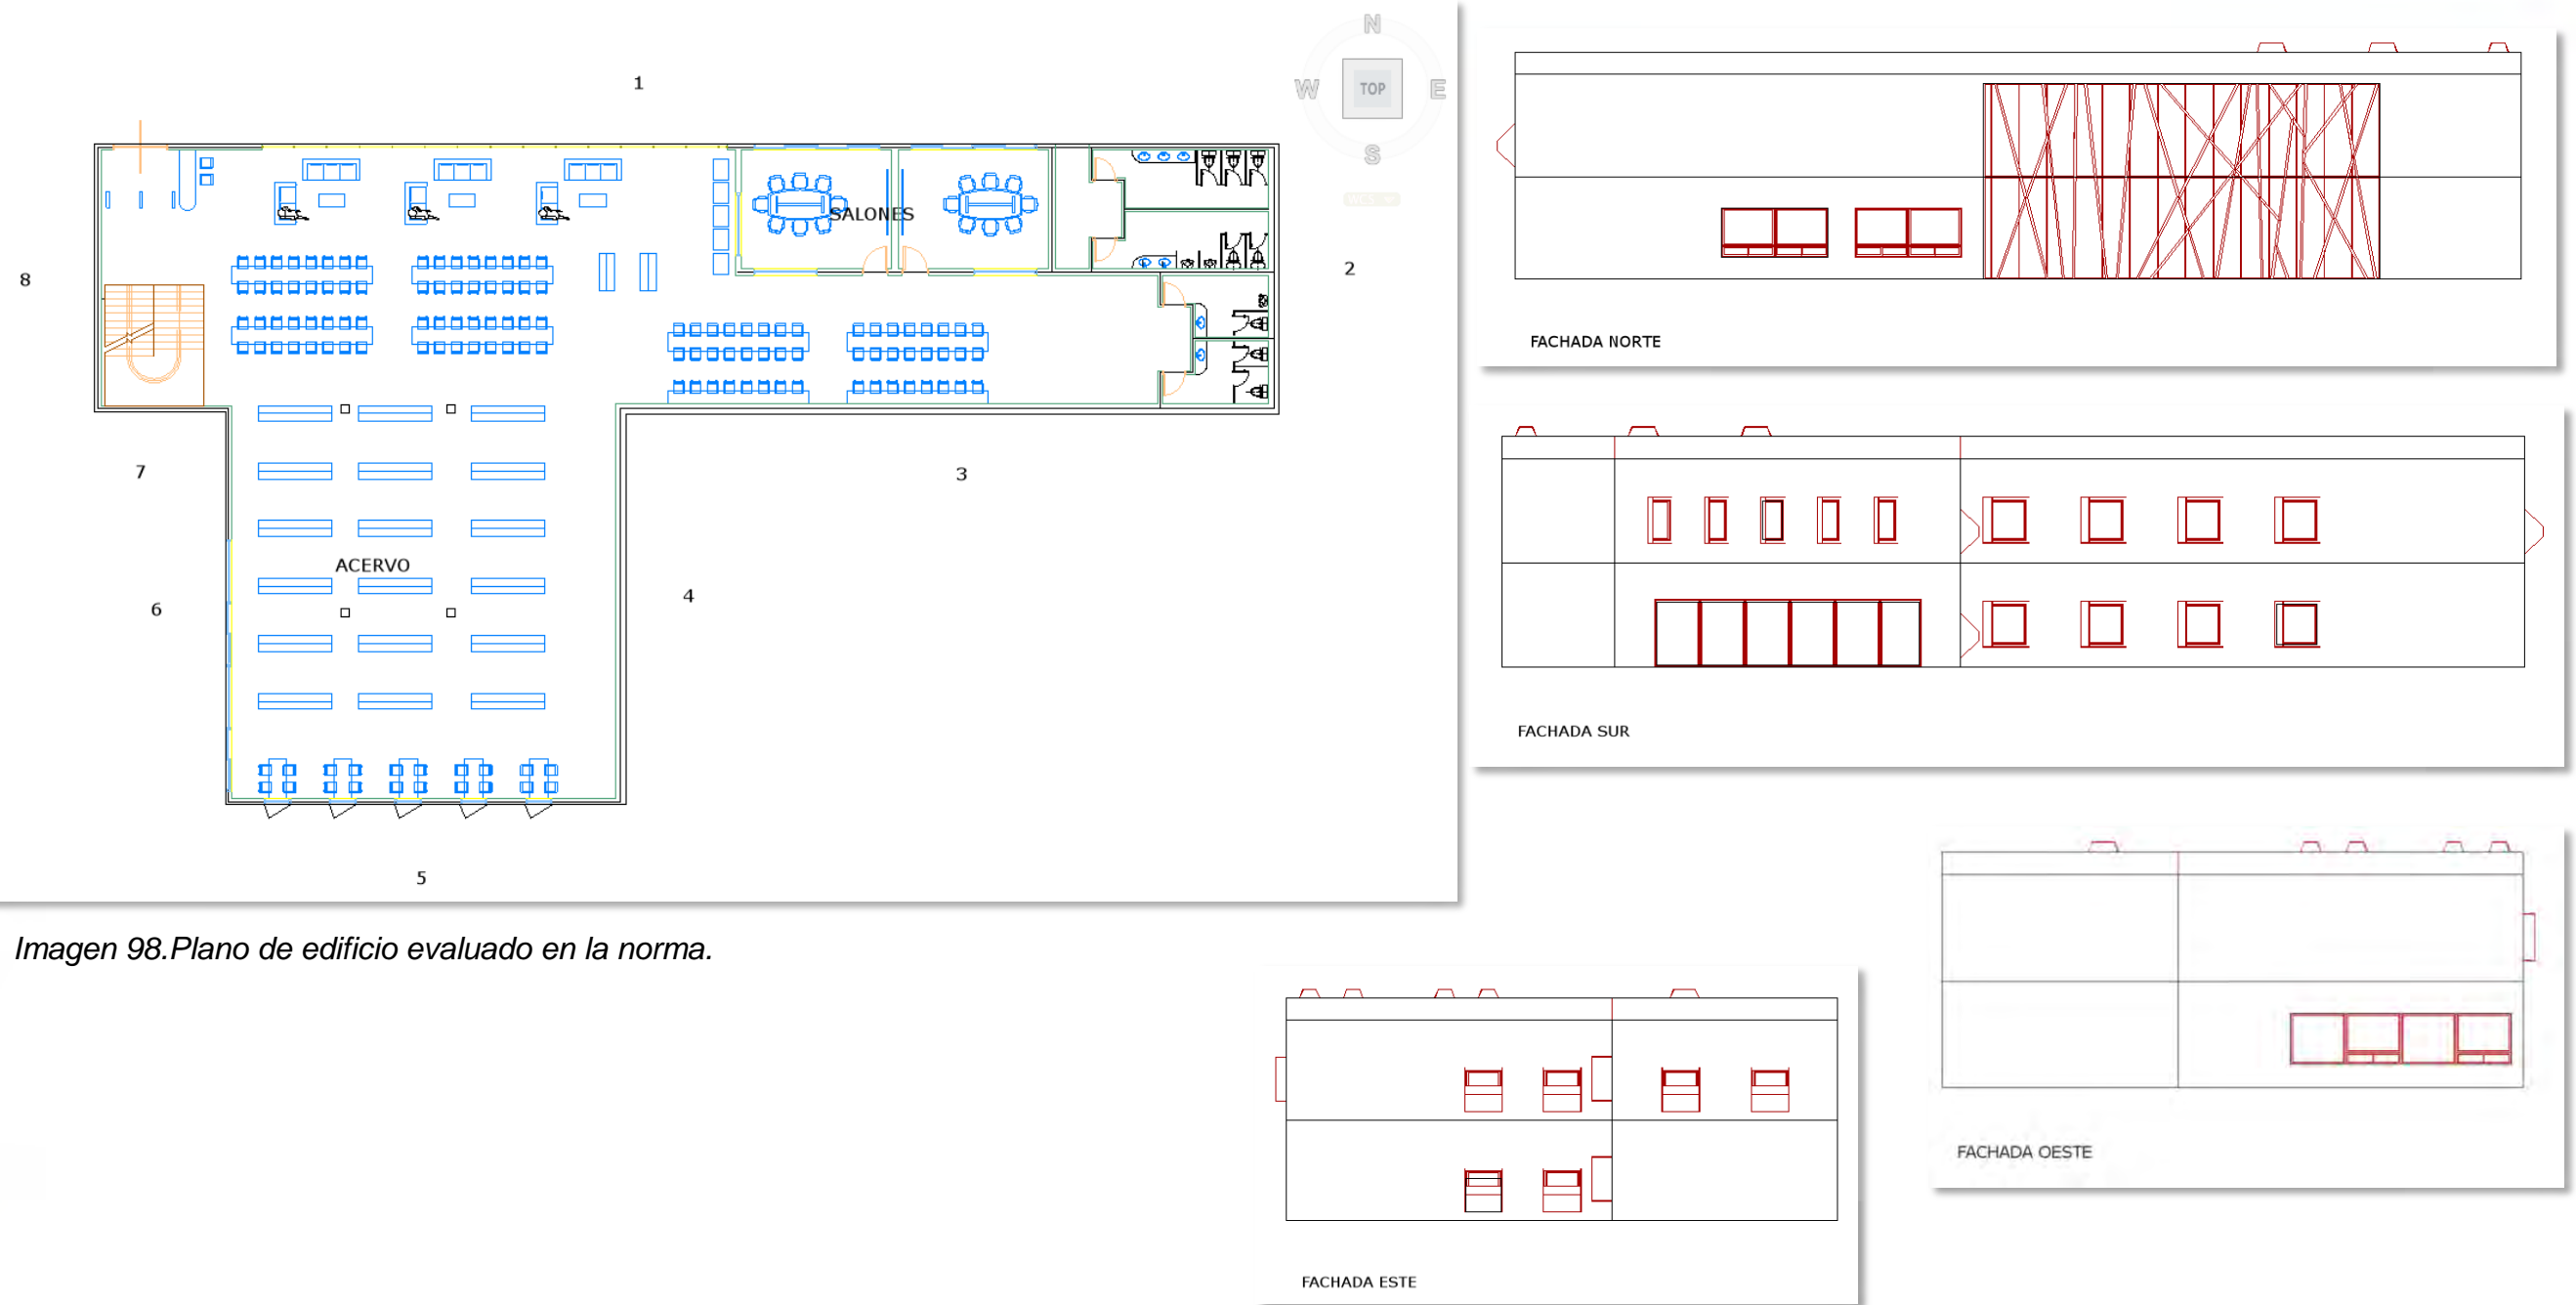 N
1
W TOP E
S
SALONES
2
8
7
3
ACERVO
6
4
5
Imagen 98.Plano de edificio evaluado en la norma.
FACHADA NORTE
FACHADA SUR
FACHADA OESTE
FACHADA ESTE